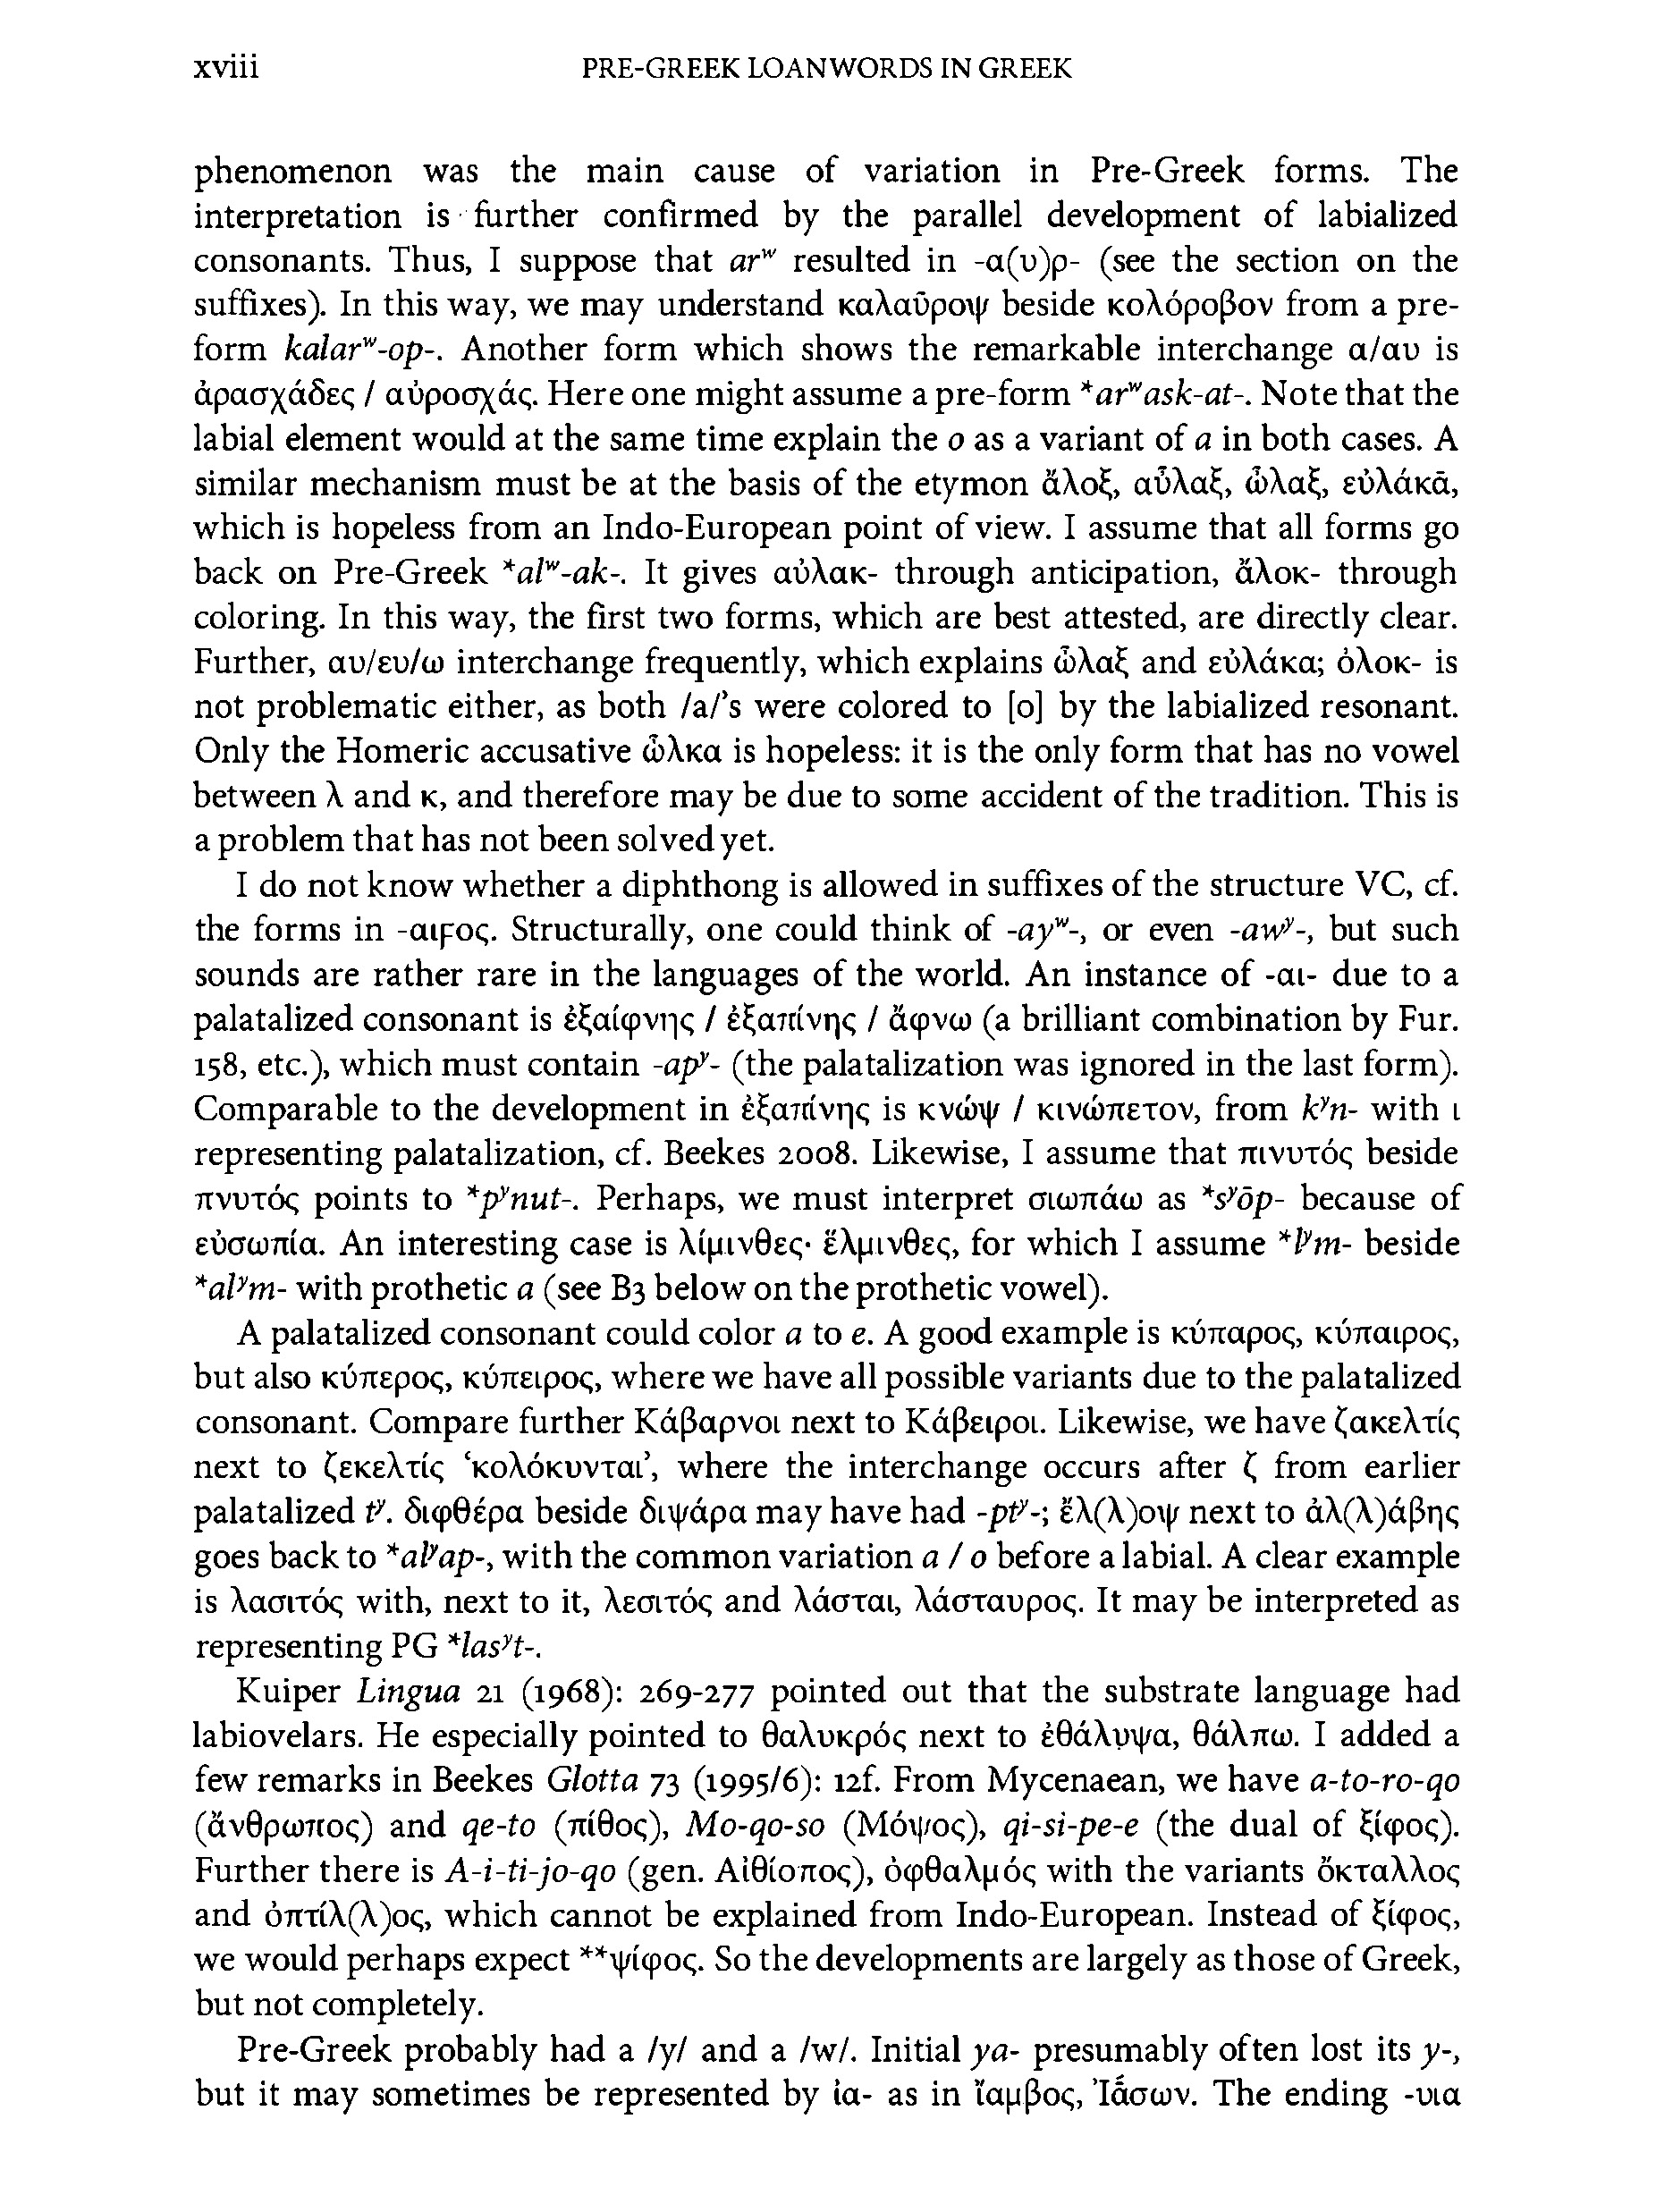 xviii PRE-GREEK LOANWORDS IN GREEK
phenomenon was the main cause of variation in Pre-Greek forms. The
interpretation is further confirmed by the parallel development of labialized
consonants. Thus, I suppose that arʷ resulted in -α(υ)ρ- (see the section on the
suffixes). In this way, we may understand καλαῦροψ beside κολόροβον from a pre-
form kalarʷ-op-. Another form which shows the remarkable interchange α/αυ is
ἀρασχάδες / αὐροσχάς. Here one might assume a pre-form *arʷask-at-. Note that the
labial element would at the same time explain the o as a variant of a in both cases. A
similar mechanism must be at the basis of the etymon ἄλοξ, αὖλαξ, ὦλαξ, εὐλάκᾱ,
which is hopeless from an Indo-European point of view. I assume that all forms go
back on Pre-Greek *alʷ-ak-. It gives αὐλακ- through anticipation, ἄλοκ- through
coloring. In this way, the first two forms, which are best attested, are directly clear.
Further, αυ/ευ/ω interchange frequently, which explains ὦλαξ and εὐλάκα; ὀλοκ- is
not problematic either, as both /a/’s were colored to [o] by the labialized resonant.
Only the Homeric accusative ὦλκα is hopeless: it is the only form that has no vowel
between λ and κ, and therefore may be due to some accident of the tradition. This is
a problem that has not been solved yet.
I do not know whether a diphthong is allowed in suffixes of the structure VC, cf.
the forms in -αιϝος. Structurally, one could think of -ayʷ-, or even -awʸ-, but such
sounds are rather rare in the languages of the world. An instance of -αι- due to a
palatalized consonant is ἐξαίφνης / ἐξαπίνης / ἄφνω (a brilliant combination by Fur.
158, etc.), which must contain -apʸ- (the palatalization was ignored in the last form).
Comparable to the development in ἐξαπίνης is κνώψ / κινώπετον, from kʸn- with ι
representing palatalization, cf. Beekes 2008. Likewise, I assume that πινυτός beside
πνυτός points to *pʸnut-. Perhaps, we must interpret σιωπάω as *sʸōp- because of
εὐσωπία. An interesting case is λίμινθες· ἕλμινθες, for which I assume *lʸm- beside
*alʸm- with prothetic a (see B3 below on the prothetic vowel).
A palatalized consonant could color a to e. A good example is κύπαρος, κύπαιρος,
but also κύπερος, κύπειρος, where we have all possible variants due to the palatalized
consonant. Compare further Κάβαρνοι next to Κάβειροι. Likewise, we have ζακελτίς
next to ζεκελτίς ‘κολόκυνται’, where the interchange occurs after ζ from earlier
palatalized tʸ. διφθέρα beside διψάρα may have had -ptʸ-; ἔλ(λ)οψ next to ἀλ(λ)άβης
goes back to *alʸap-, with the common variation a / o before a labial. A clear example
is λασιτός with, next to it, λεσιτός and λάσται, λάσταυρος. It may be interpreted as
representing PG *lasʸt-.
Kuiper Lingua 21 (1968): 269-277 pointed out that the substrate language had
labiovelars. He especially pointed to θαλυκρός next to ἐθάλυψα, θάλπω. I added a
few remarks in Beekes Glotta 73 (1995/6): 12f. From Mycenaean, we have a-to-ro-qo
(ἄνθρωπος) and qe-to (πίθος), Mo-qo-so (Μόψος), qi-si-pe-e (the dual of ξίφος).
Further there is A-i-ti-jo-qo (gen. Αἰθίοπος), ὀφθαλμός with the variants ὄκταλλος
and ὀπτίλ(λ)ος, which cannot be explained from Indo-European. Instead of ξίφος,
we would perhaps expect **ψίφος. So the developments are largely as those of Greek,
but not completely.
Pre-Greek probably had a /y/ and a /w/. Initial ya- presumably often lost its y-,
but it may sometimes be represented by ἰα- as in ἴαμβος, Ἰά̄σων. The ending -υια